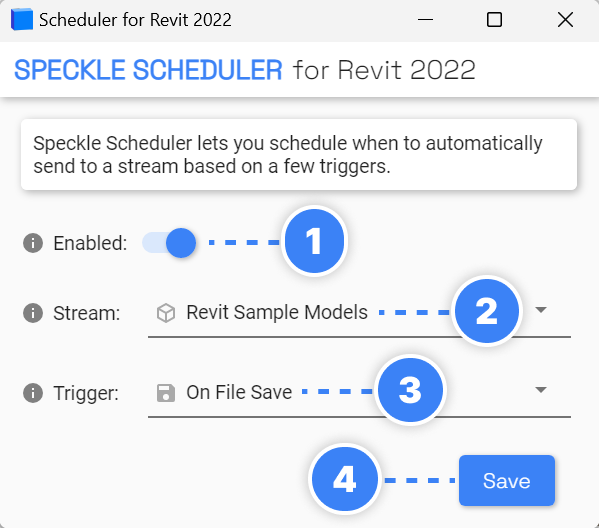 Scheduler for Revit 2022
SPECKLE SCHEDULER for Revit 2022
Speckle Scheduler lets you schedule when to automatically
send to a stream based on a few triggers.
Enabled: 1
Stream: Revit Sample Models 2
Trigger: On File Save 3
4 Save